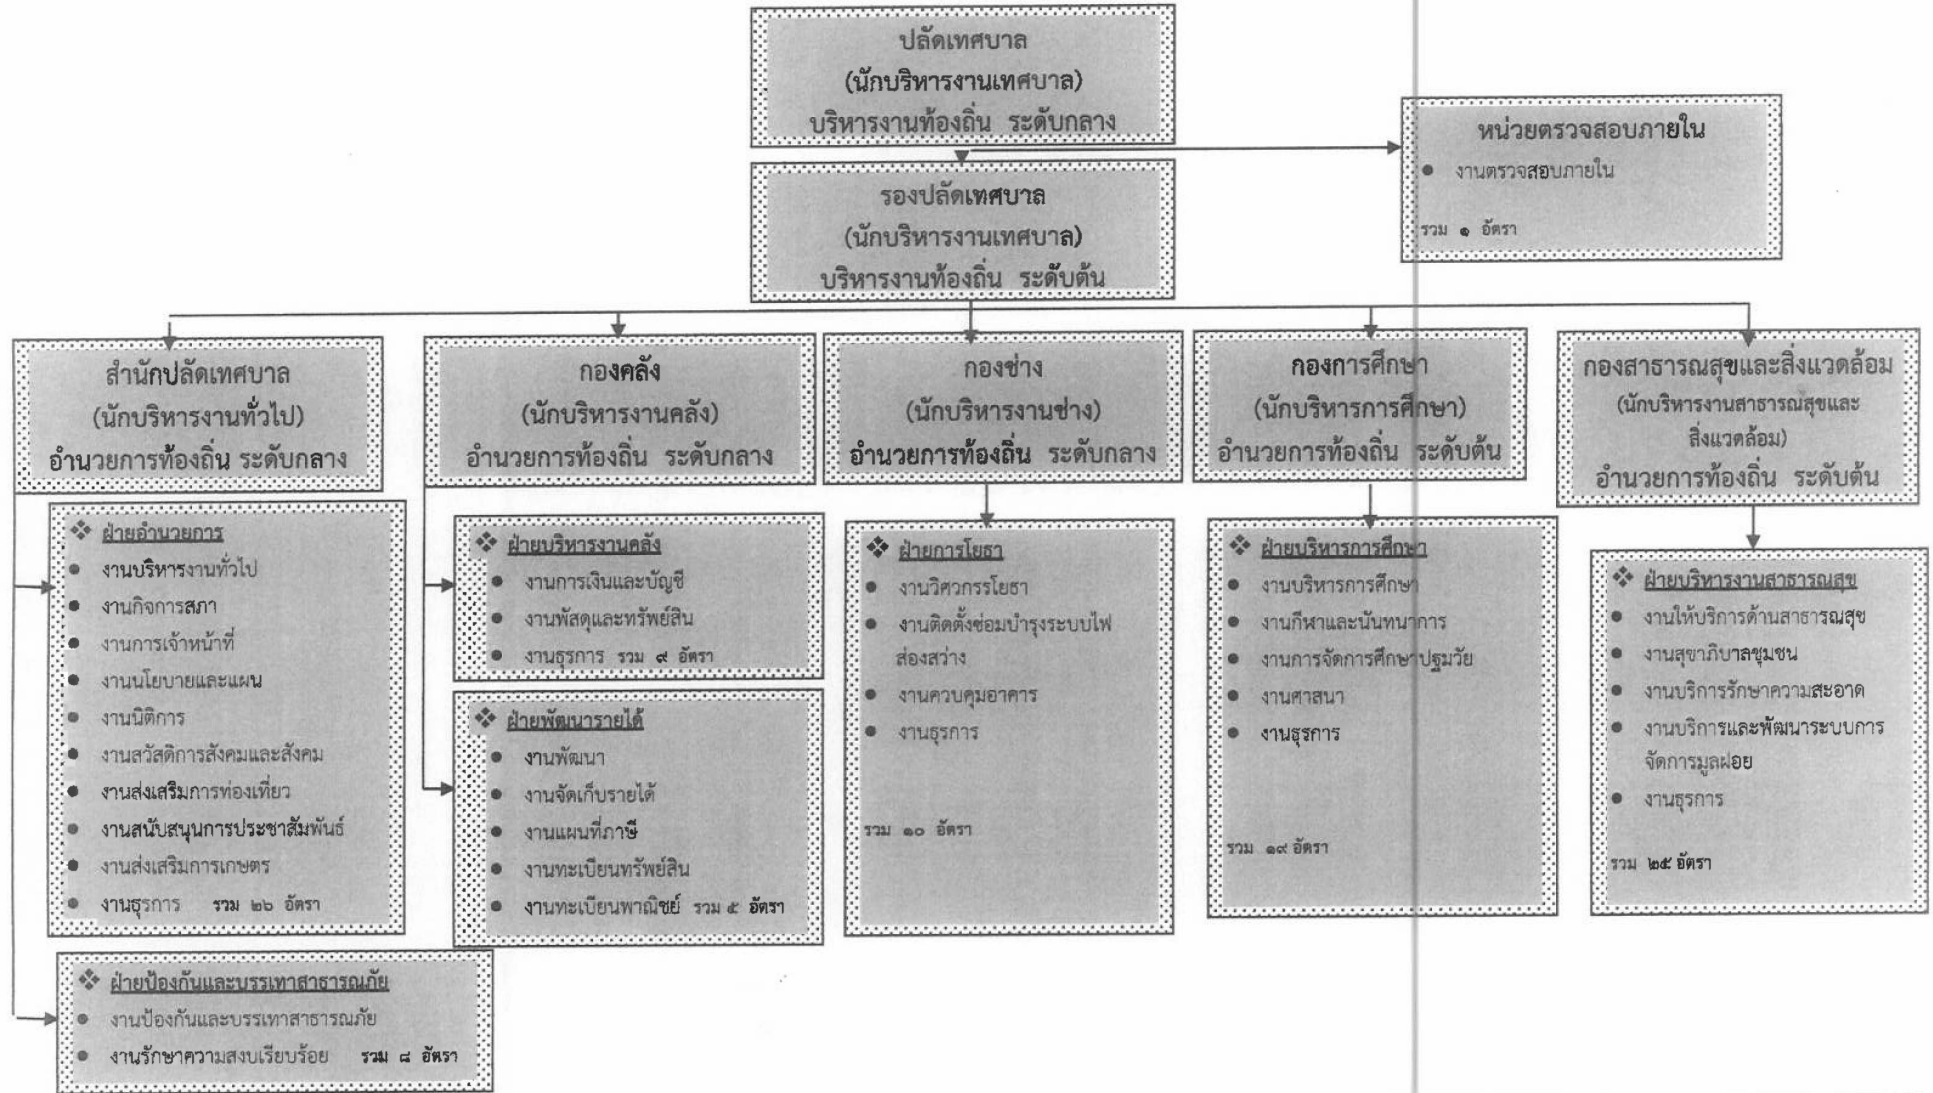 ปลัดเทศบาล
(นักบริหารงานเทศบาล)
บริหารงานท้องถิ่น ระดับกลาง
หน่วยตรวจสอบภายใน
● งานตรวจสอบภายใน
รวม ๑ อัตรา
รองปลัดเทศบาล
(นักบริหารงานเทศบาล)
บริหารงานท้องถิ่น ระดับต้น
สำนักปลัดเทศบาล
(นักบริหารงานทั่วไป)
อำนวยการท้องถิ่น ระดับกลาง
❖ ฝ่ายอำนวยการ
● งานบริหารงานทั่วไป
● งานกิจการสภา
● งานการเจ้าหน้าที่
● งานนโยบายและแผน
● งานนิติการ
● งานสวัสดิการสังคมและสังคม
● งานส่งเสริมการท่องเที่ยว
● งานสนับสนุนการประชาสัมพันธ์
● งานส่งเสริมการเกษตร
● งานธุรการ รวม ๒๖ อัตรา
❖ ฝ่ายป้องกันและบรรเทาสาธารณภัย
● งานป้องกันและบรรเทาสาธารณภัย
● งานรักษาความสงบเรียบร้อย รวม ๘ อัตรา
กองคลัง
(นักบริหารงานคลัง)
อำนวยการท้องถิ่น ระดับกลาง
❖ ฝ่ายบริหารงานคลัง
● งานการเงินและบัญชี
● งานพัสดุและทรัพย์สิน
● งานธุรการ รวม ๙ อัตรา
❖ ฝ่ายพัฒนารายได้
● งานพัฒนา
● งานจัดเก็บรายได้
● งานแผนที่ภาษี
● งานทะเบียนทรัพย์สิน
● งานทะเบียนพาณิชย์ รวม ๕ อัตรา
กองช่าง
(นักบริหารงานช่าง)
อำนวยการท้องถิ่น ระดับกลาง
❖ ฝ่ายการโยธา
● งานวิศวกรรโยธา
● งานติดตั้งซ่อมบำรุงระบบไฟ
ส่องสว่าง
● งานควบคุมอาคาร
● งานธุรการ
รวม ๑๐ อัตรา
กองการศึกษา
(นักบริหารการศึกษา)
อำนวยการท้องถิ่น ระดับต้น
❖ ฝ่ายบริหารการศึกษา
● งานบริหารการศึกษา
● งานกีฬาและนันทนาการ
● งานการจัดการศึกษาปฐมวัย
● งานศาสนา
● งานธุรการ
รวม ๑๙ อัตรา
กองสาธารณสุขและสิ่งแวดล้อม
(นักบริหารงานสาธารณสุขและ
สิ่งแวดล้อม)
อำนวยการท้องถิ่น ระดับต้น
❖ ฝ่ายบริหารงานสาธารณสุข
● งานให้บริการด้านสาธารณสุข
● งานสุขาภิบาลชุมชน
● งานบริการรักษาความสะอาด
● งานบริการและพัฒนาระบบการ
จัดการมูลฝอย
● งานธุรการ
รวม ๒๕ อัตรา